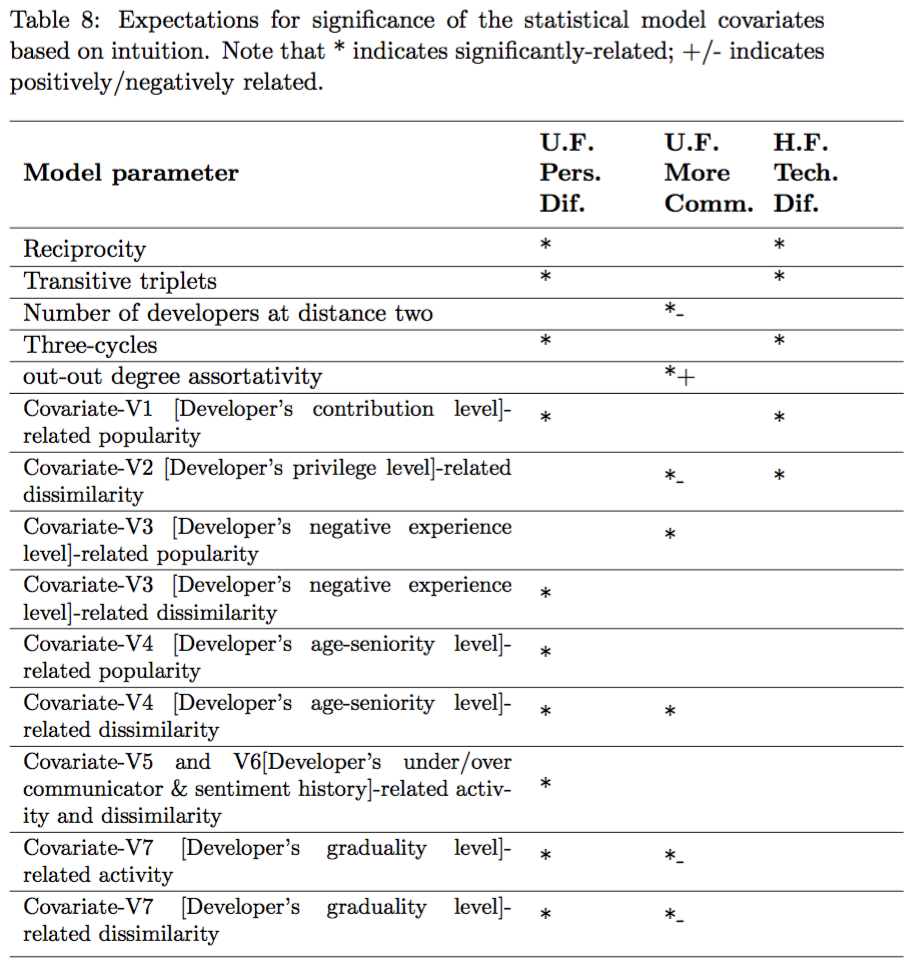 Table 8: Expectations for significance of the statistical model covariates
based on intuition. Note that * indicates significantly-related; +/- indicates
positively/negatively related.
Model parameter U.F. Pers. Dif. U.F. More Comm. H.F. Tech. Dif.
Reciprocity * *
Transitive triplets * *
Number of developers at distance two *-
Three-cycles * *
out-out degree assortativity *+
Covariate-V1 [Developer's contribution level]-
related popularity * *
Covariate-V2 [Developer's privilege level]-related
dissimilarity *- *
Covariate-V3 [Developer's negative experience
level]-related popularity *
Covariate-V3 [Developer's negative experience
level]-related dissimilarity *
Covariate-V4 [Developer's age-seniority level]-
related popularity *
Covariate-V4 [Developer's age-seniority level]-
related dissimilarity * *
Covariate-V5 and V6[Developer's under/over
communicator & sentiment history]-related activ-
ity and dissimilarity *
Covariate-V7 [Developer's graduality level]-
related activity * *-
Covariate-V7 [Developer's graduality level]-
related dissimilarity * *-